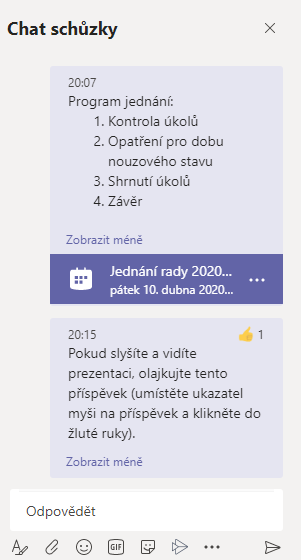 Chat schůzky
20:07
Program jednání:
1. Kontrola úkolů
2. Opatření pro dobu
nouzového stavu
3. Shrnutí úkolů
4. Závěr
Zobrazit méně
Jednání rady 2020...
pátek 10. dubna 2020...
20:15
1
Pokud slyšíte a vidíte
prezentaci, olajkujte tento
příspěvek (umístěte ukazatel
myši na příspěvek a klikněte do
žluté ruky).
Zobrazit méně
Odpovědět
GIF